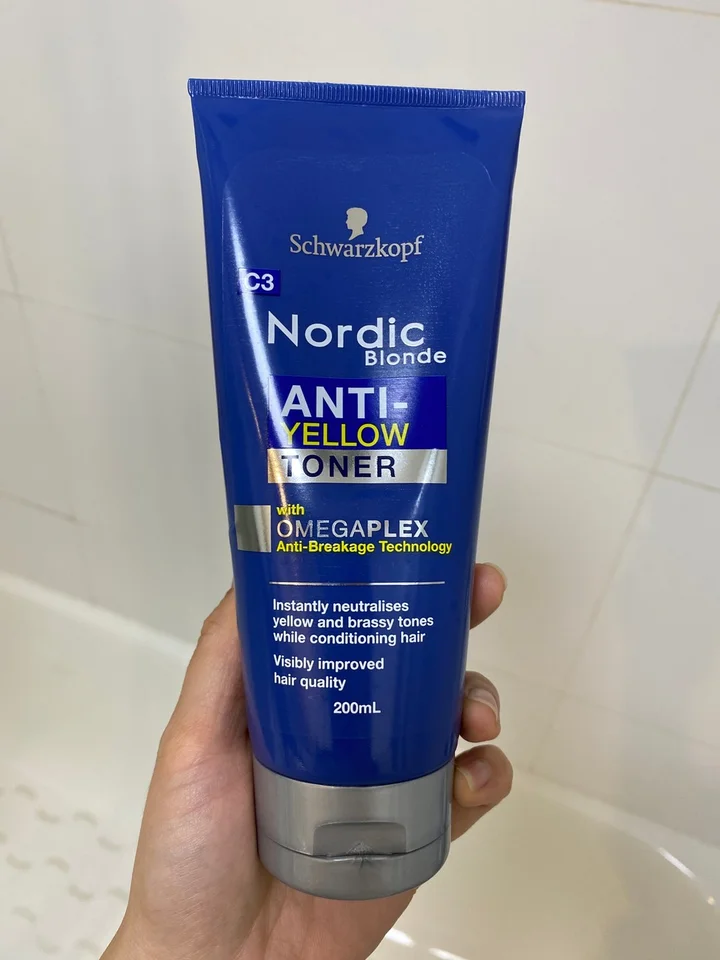 Schwarzkopf
C3
Nordic
Blonde
ANTI-
YELLOW
TONER
with
OMEGAPLEX
Anti-Breakage Technology
Instantly neutralises
yellow and brassy tones
while conditioning hair
Visibly improved
hair quality
200mL